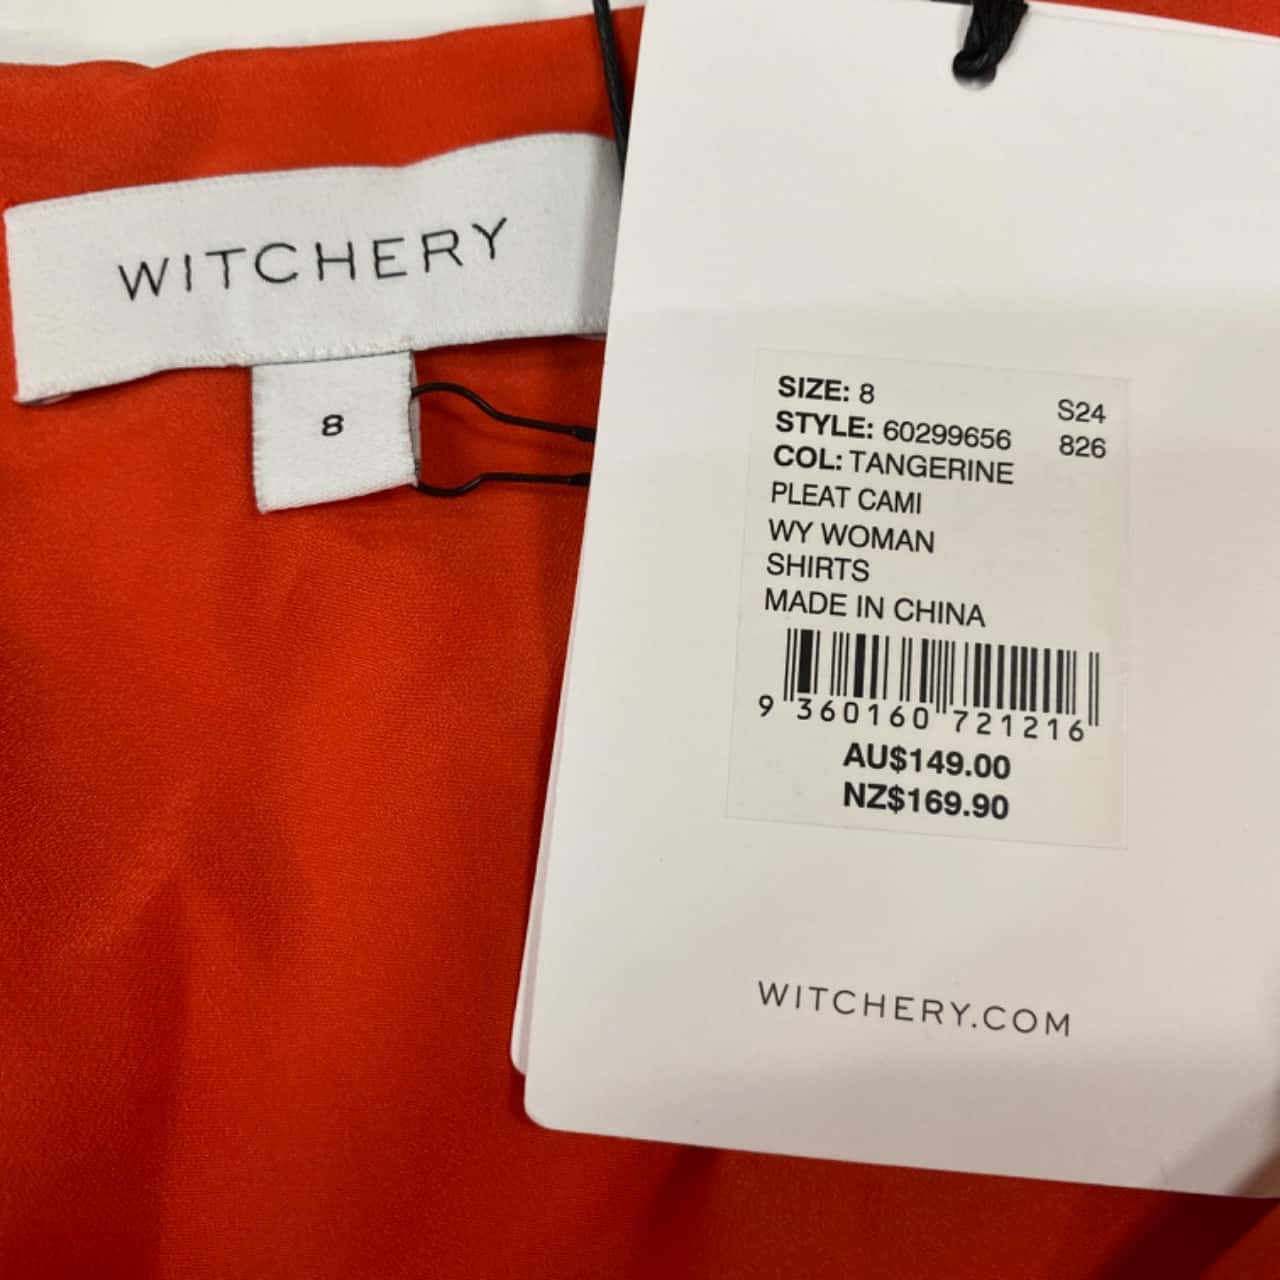 WITCHERY
8
SIZE: 8
S24
STYLE: 60299656
826
COL: TANGERINE
PLEAT CAMI
WY WOMAN
SHIRTS
MADE IN CHINA
9 360160 721216
AU$149.00
NZ$169.90
WITCHERY.COM